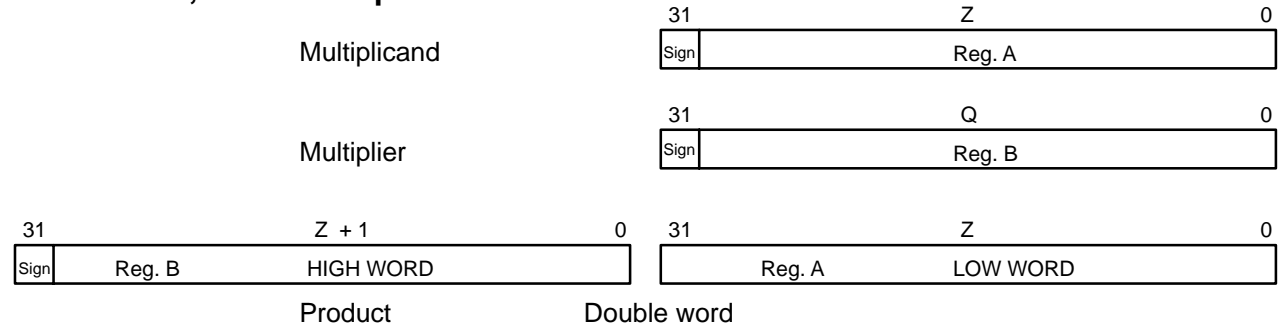 31 Z 0
Multiplicand Sign Reg. A
31 Q 0
Multiplier Sign Reg. B
31 Z + 1 0 31 Z 0
Sign Reg. B HIGH WORD Reg. A LOW WORD
Product Double word